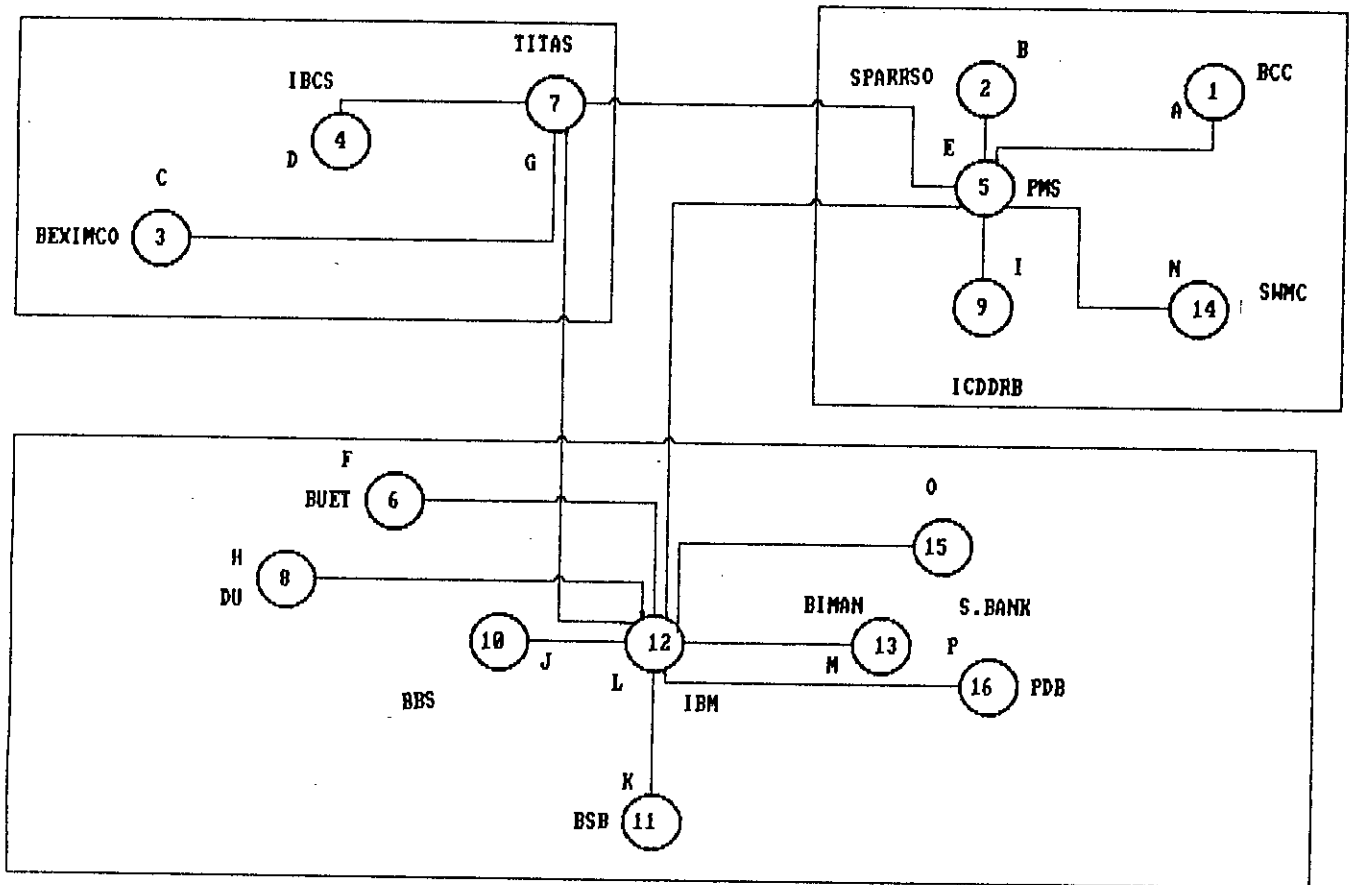 TITAS
IBCS
7
4
D
G
C
BEXIMCO 3
B
SPARRSO 2
1 BCC
A
E
5 PMS
I
9
N
14 SWMC
ICDDRB
F
BUET 6
H
DU 8
10 J
BBS
12
L
IBM
K
BSB 11
O
15
BIMAN
S.BANK
13
M
P
16 PDB